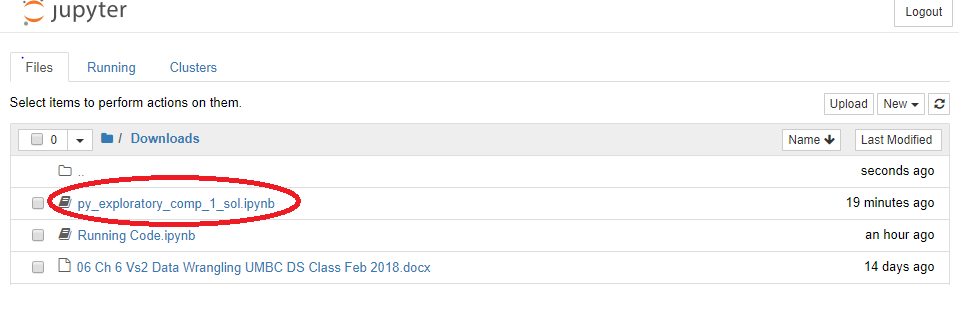 jupyter
Logout
Files Running Clusters
Select items to perform actions on them.
Upload New
0 / Downloads Name Last Modified
.. seconds ago
py_exploratory_comp_1_sol.ipynb 19 minutes ago
Running Code.ipynb an hour ago
06 Ch 6 Vs2 Data Wrangling UMBC DS Class Feb 2018.docx 14 days ago